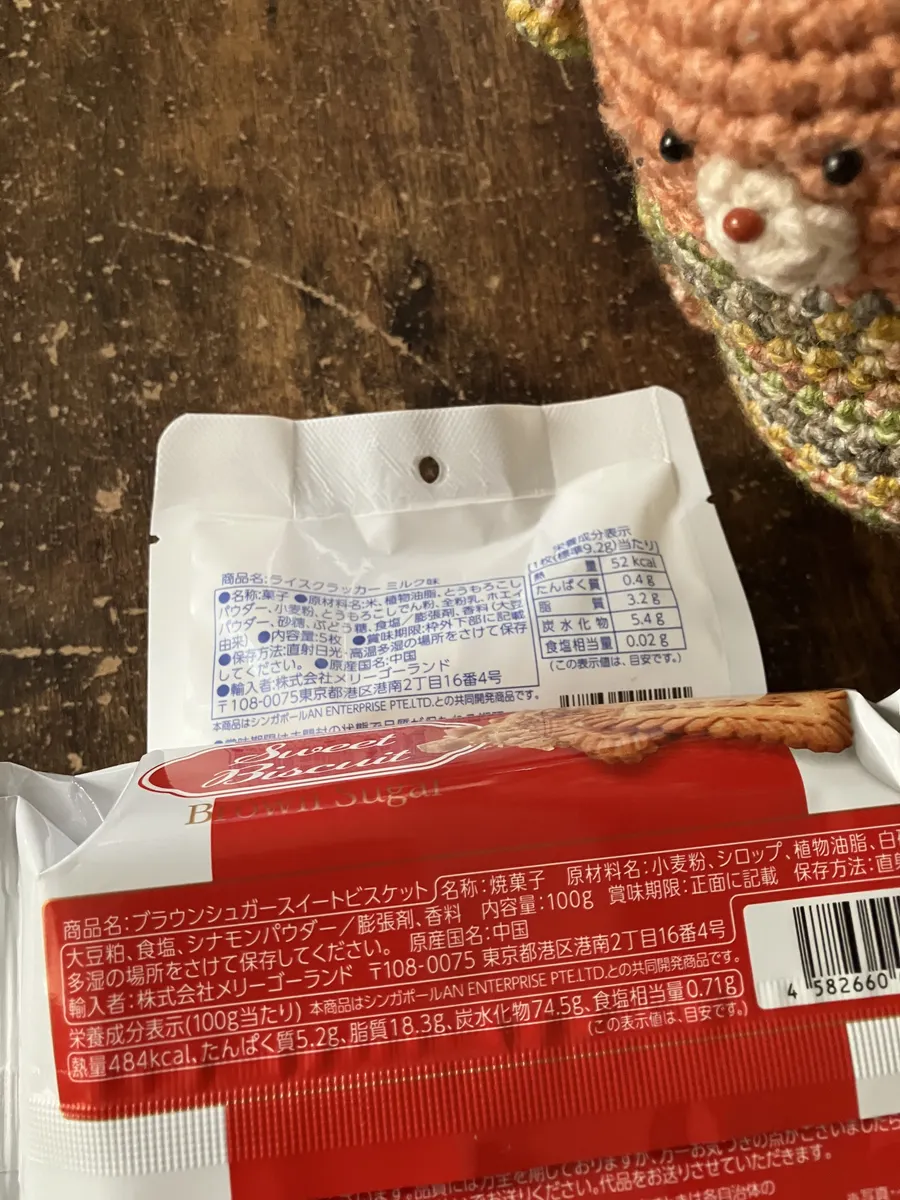 商品名:ライスクラッカー ミルク味
●名称:菓子 ●原材料名:米、植物油脂、とうもろこし
パウダー、小麦粉、とうもろこしでん粉、全粉乳、ホエイ
パウダー、砂糖、ぶどう糖、食塩/膨張剤、香料(大豆
由来) ●内容量:5枚 ●賞味期限:枠外下部に記載
●保存方法:直射日光・高温多湿の場所をさけて保存
してください。 ●原産国名:中国
●輸入者:株式会社メリーゴーランド
〒108-0075東京都港区港南2丁目16番4号
本商品はシンガポールAN ENTERPRISE PTE.LTD.との共同開発商品です。
栄養成分表示
1枚(標準9.2g)当たり)
熱量 52 kcal
たんぱく質 0.4 g
脂質 3.2 g
炭水化物 5.4 g
食塩相当量 0.02 g
(この表示値は、目安です。)
Sweet
Biscuit
Brown Sugar
商品名:ブラウンシュガースイートビスケット 名称:焼菓子 原材料名:小麦粉、シロップ、植物油脂、
大豆粕、食塩、シナモンパウダー/膨張剤、香料 内容量:100g 賞味期限:正面に記載 保存方法:
多湿の場所をさけて保存してください。 原産国名:中国
輸入者:株式会社メリーゴーランド 〒108-0075 東京都港区港南2丁目16番4号
栄養成分表示(100g当たり) 本商品はシンガポールAN ENTERPRISE PTE.LTD.との共同開発商品です。
熱量484kcal、たんぱく質5.2g、脂質18.3g、炭水化物74.5g、食塩相当量0.71g
(この表示値は、目安です。)
4 582660
代品をお送りさせていただきます。